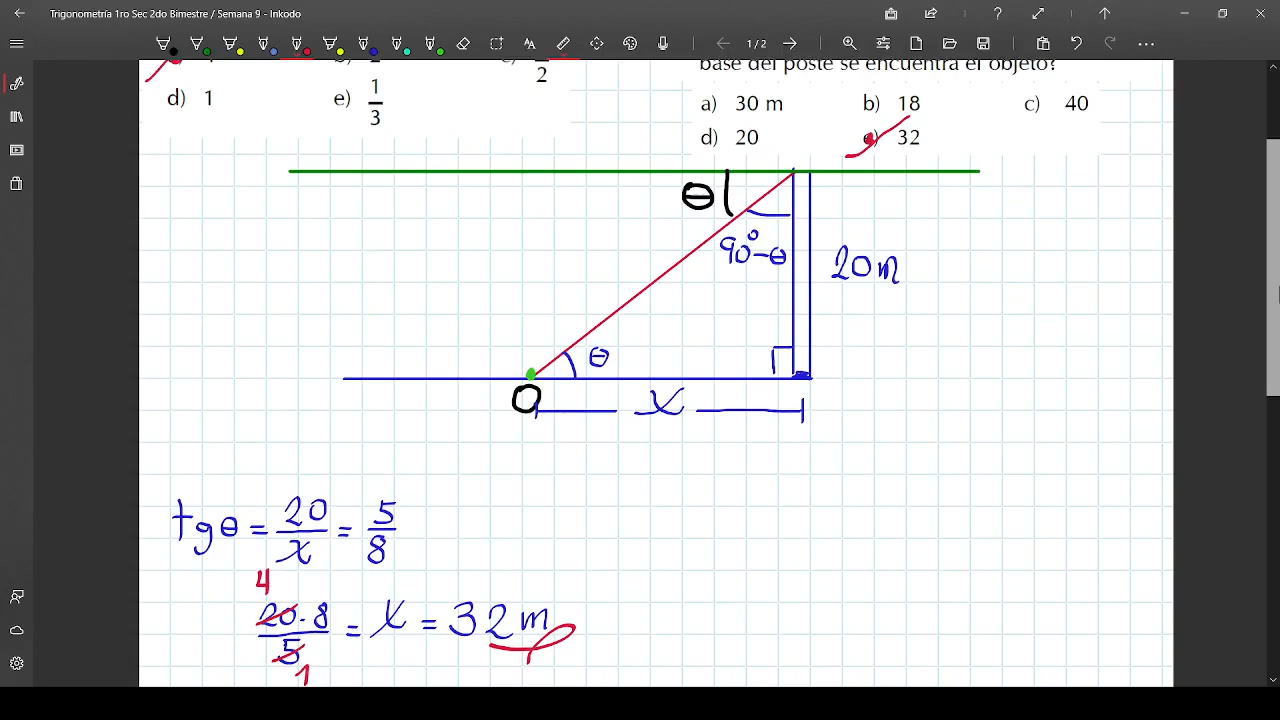 Trigonometría 1ro Sec 2do Bimestre / Semana 9 - Inkodo
1/2
base del poste se encuentra el objeto?
2
d) 1 e) 1/3
a) 30 m b) 18 c) 40
d) 20 e) 32
θ
90°-θ
20m
θ
O
x
tgθ = 20/x = 5/8
4
20·8/5 = x = 32m
1